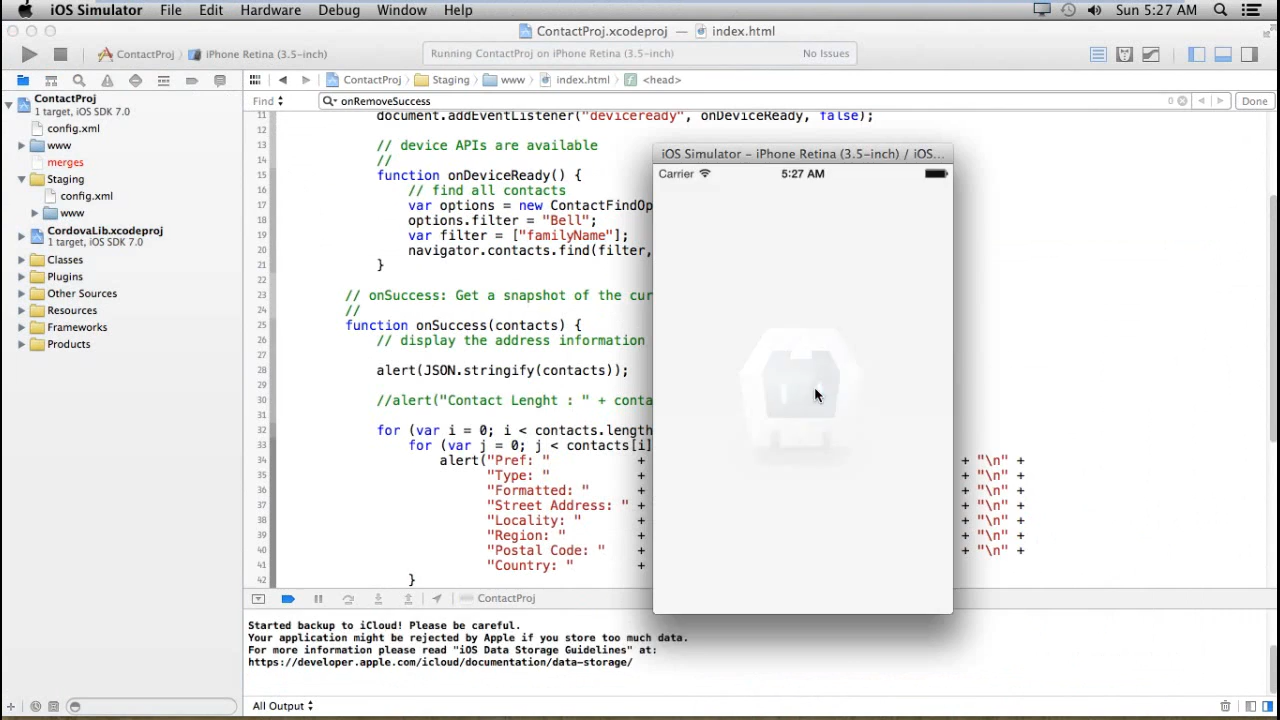 iOS Simulator File Edit Hardware Debug Window Help Sun 5:27 AM
ContactProj.xcodeproj — index.html
ContactProj iPhone Retina (3.5-inch) Running ContactProj on iPhone Retina (3.5-inch) No Issues
ContactProj Staging www index.html <head>
Find onRemoveSuccess 0 Done
ContactProj
1 target, iOS SDK 7.0
config.xml
www
merges
Staging
config.xml
www
CordovaLib.xcodeproj
1 target, iOS SDK 7.0
Classes
Plugins
Other Sources
Resources
Frameworks
Products
11 document.addEventListener("deviceready", onDeviceReady, false);
12
13 // device APIs are available
14 //
15 function onDeviceReady() {
16 // find all contacts
17 var options = new ContactFindOp
18 options.filter = "Bell";
19 var filter = ["familyName"];
20 navigator.contacts.find(filter,
21 }
22
23 // onSuccess: Get a snapshot of the cur
24 //
25 function onSuccess(contacts) {
26 // display the address information
27
28 alert(JSON.stringify(contacts));
29
30 //alert("Contact Lenght : " + conta
31
32 for (var i = 0; i < contacts.length
33 for (var j = 0; j < contacts[i]
34 alert("Pref: " + + "\n" +
35 "Type: " + + "\n" +
36 "Formatted: " + + "\n" +
37 "Street Address: " + + "\n" +
38 "Locality: " + + "\n" +
39 "Region: " + + "\n" +
40 "Postal Code: " + + "\n" +
41 "Country: " +
42 }
iOS Simulator – iPhone Retina (3.5-inch) / iOS...
Carrier 5:27 AM
ContactProj
Started backup to iCloud! Please be careful.
Your application might be rejected by Apple if you store too much data.
For more information please read "iOS Data Storage Guidelines" at:
https://developer.apple.com/icloud/documentation/data-storage/
All Output